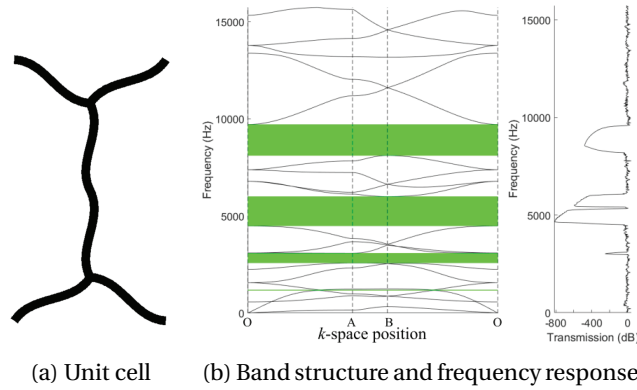 15000
10000
5000
0
Frequency (Hz)
O
A
B
O
k-space position
15000
10000
5000
0
Frequency (Hz)
-800
-400
0
Transmission (dB)
(a) Unit cell
(b) Band structure and frequency response